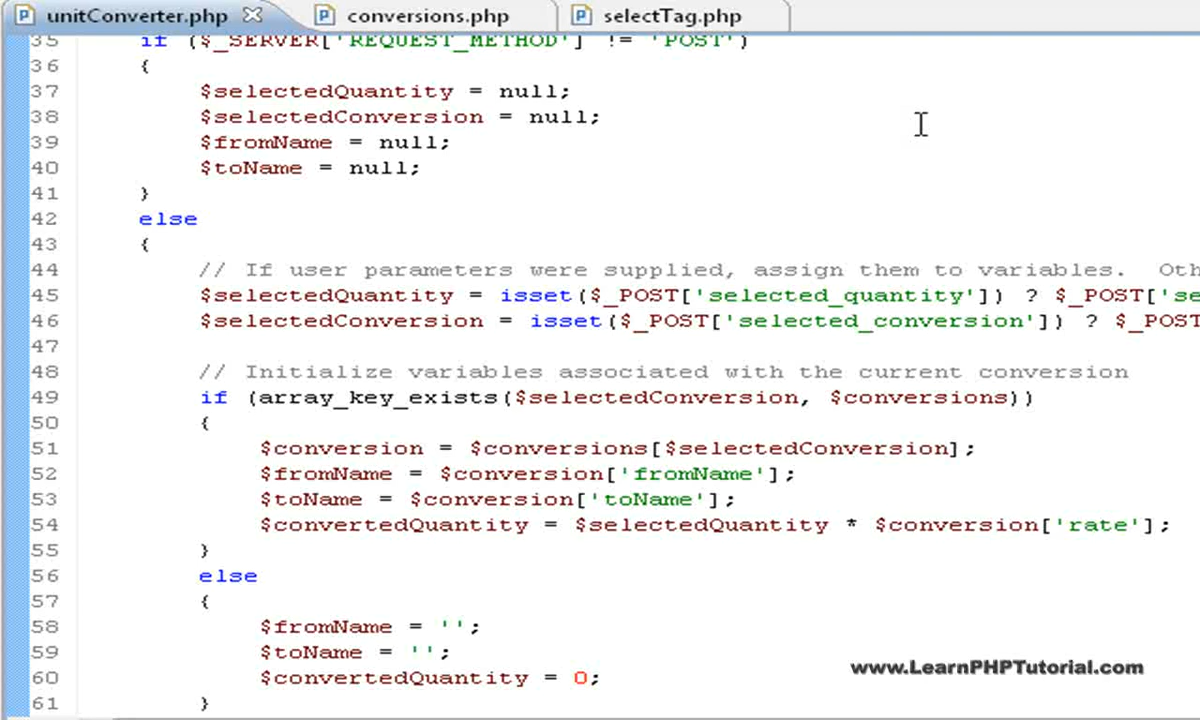 unitConverter.php conversions.php selectTag.php
35 if ($_SERVER['REQUEST_METHOD'] != 'POST')
36 {
37 $selectedQuantity = null;
38 $selectedConversion = null;
39 $fromName = null;
40 $toName = null;
41 }
42 else
43 {
44 // If user parameters were supplied, assign them to variables. Oth
45 $selectedQuantity = isset($_POST['selected_quantity']) ? $_POST['se
46 $selectedConversion = isset($_POST['selected_conversion']) ? $_POST
47
48 // Initialize variables associated with the current conversion
49 if (array_key_exists($selectedConversion, $conversions))
50 {
51 $conversion = $conversions[$selectedConversion];
52 $fromName = $conversion['fromName'];
53 $toName = $conversion['toName'];
54 $convertedQuantity = $selectedQuantity * $conversion['rate'];
55 }
56 else
57 {
58 $fromName = '';
59 $toName = '';
60 $convertedQuantity = 0;
61 }
www.LearnPHPTutorial.com